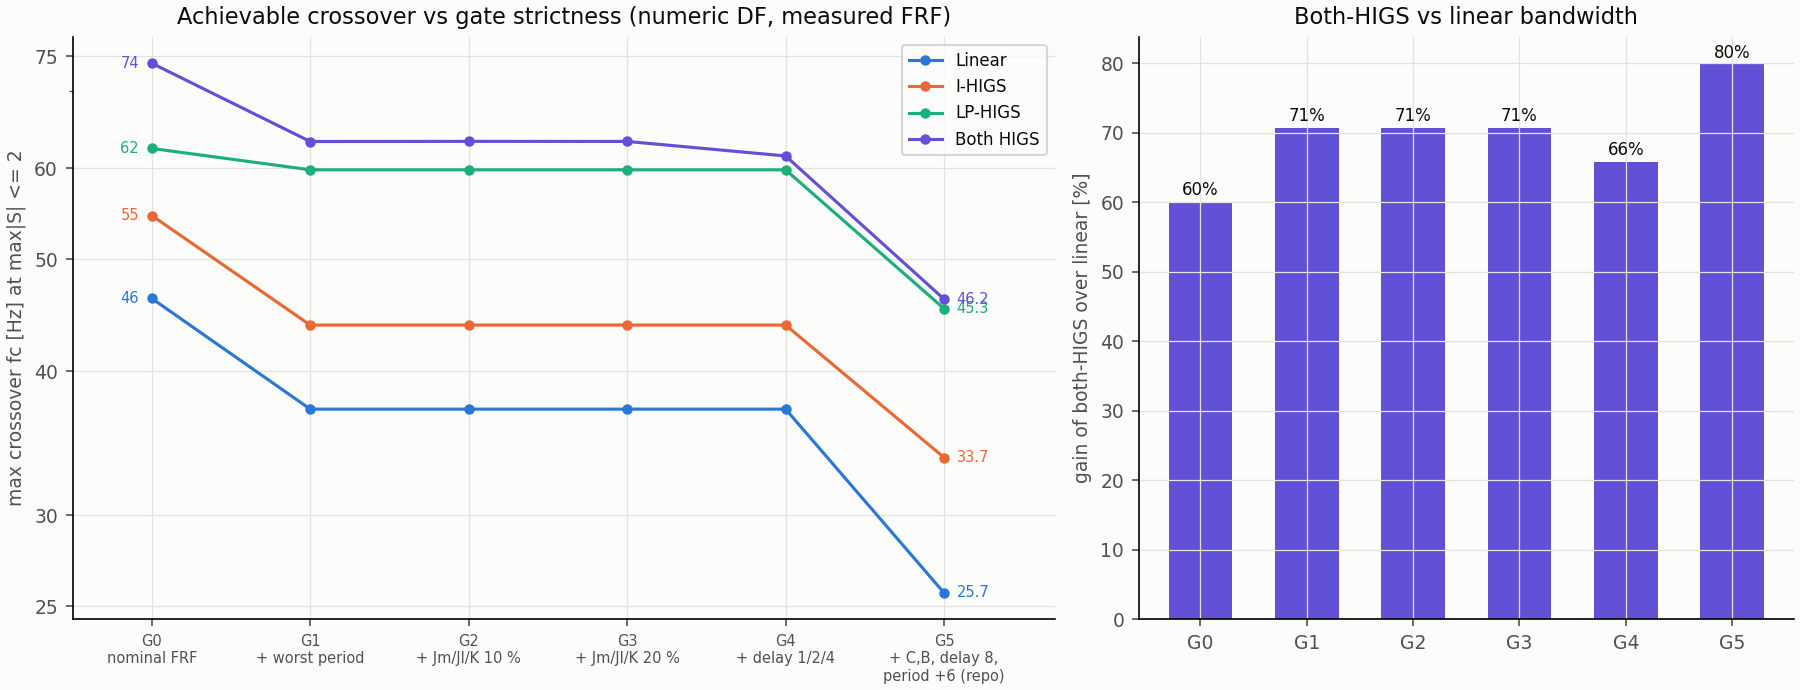 Achievable crossover vs gate strictness (numeric DF, measured FRF)
max crossover fc [Hz] at max|S| <= 2
75
60
50
40
30
25
74
62
55
46
46.2
45.3
33.7
25.7
Linear
I-HIGS
LP-HIGS
Both HIGS
G0
nominal FRF
G1
+ worst period
G2
+ Jm/Jl/K 10 %
G3
+ Jm/Jl/K 20 %
G4
+ delay 1/2/4
G5
+ C,B, delay 8,
period +6 (repo)
Both-HIGS vs linear bandwidth
gain of both-HIGS over linear [%]
80
70
60
50
40
30
20
10
0
60%
71%
71%
71%
66%
80%
G0
G1
G2
G3
G4
G5